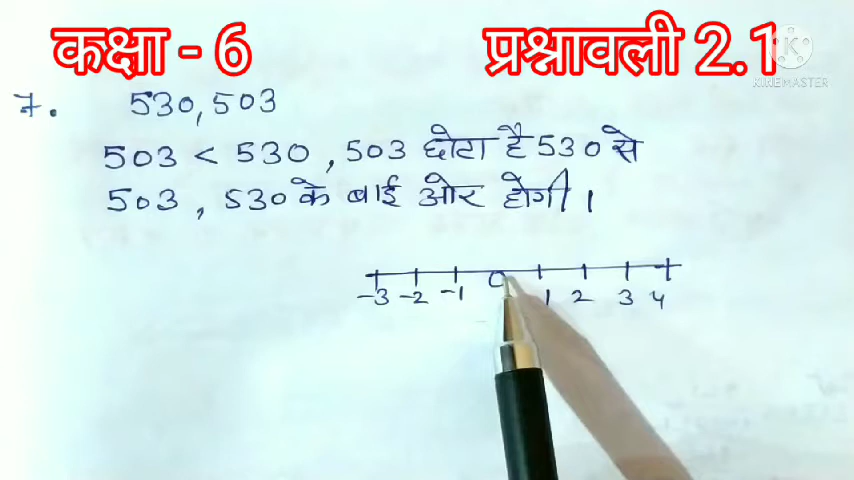 कक्षा - 6 प्रश्नावली 2.1
K
KINEMASTER
7. 530, 503
503 < 530 , 503 छोटा है 530 से
503 , 530 के बाई ओर होगी ।
-3 -2 -1 0 1 2 3 4